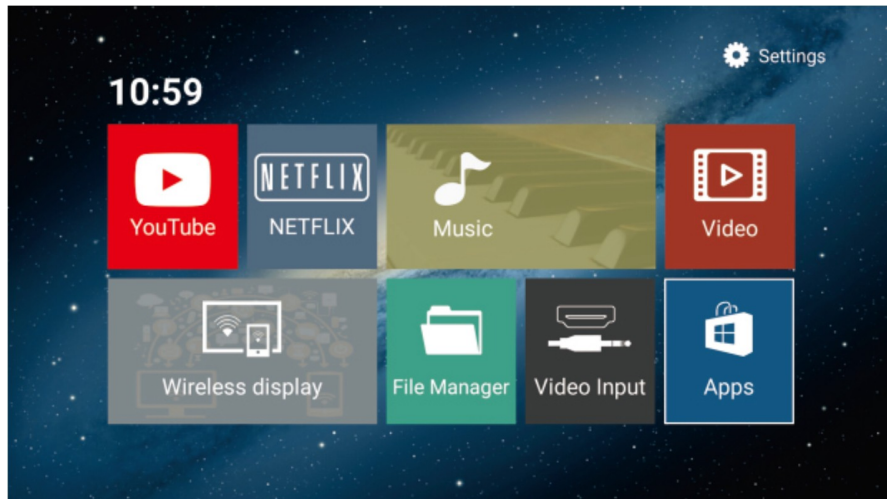 Settings
10:59
NETFLIX
YouTube
NETFLIX
Music
Video
Wireless display
File Manager
Video Input
Apps